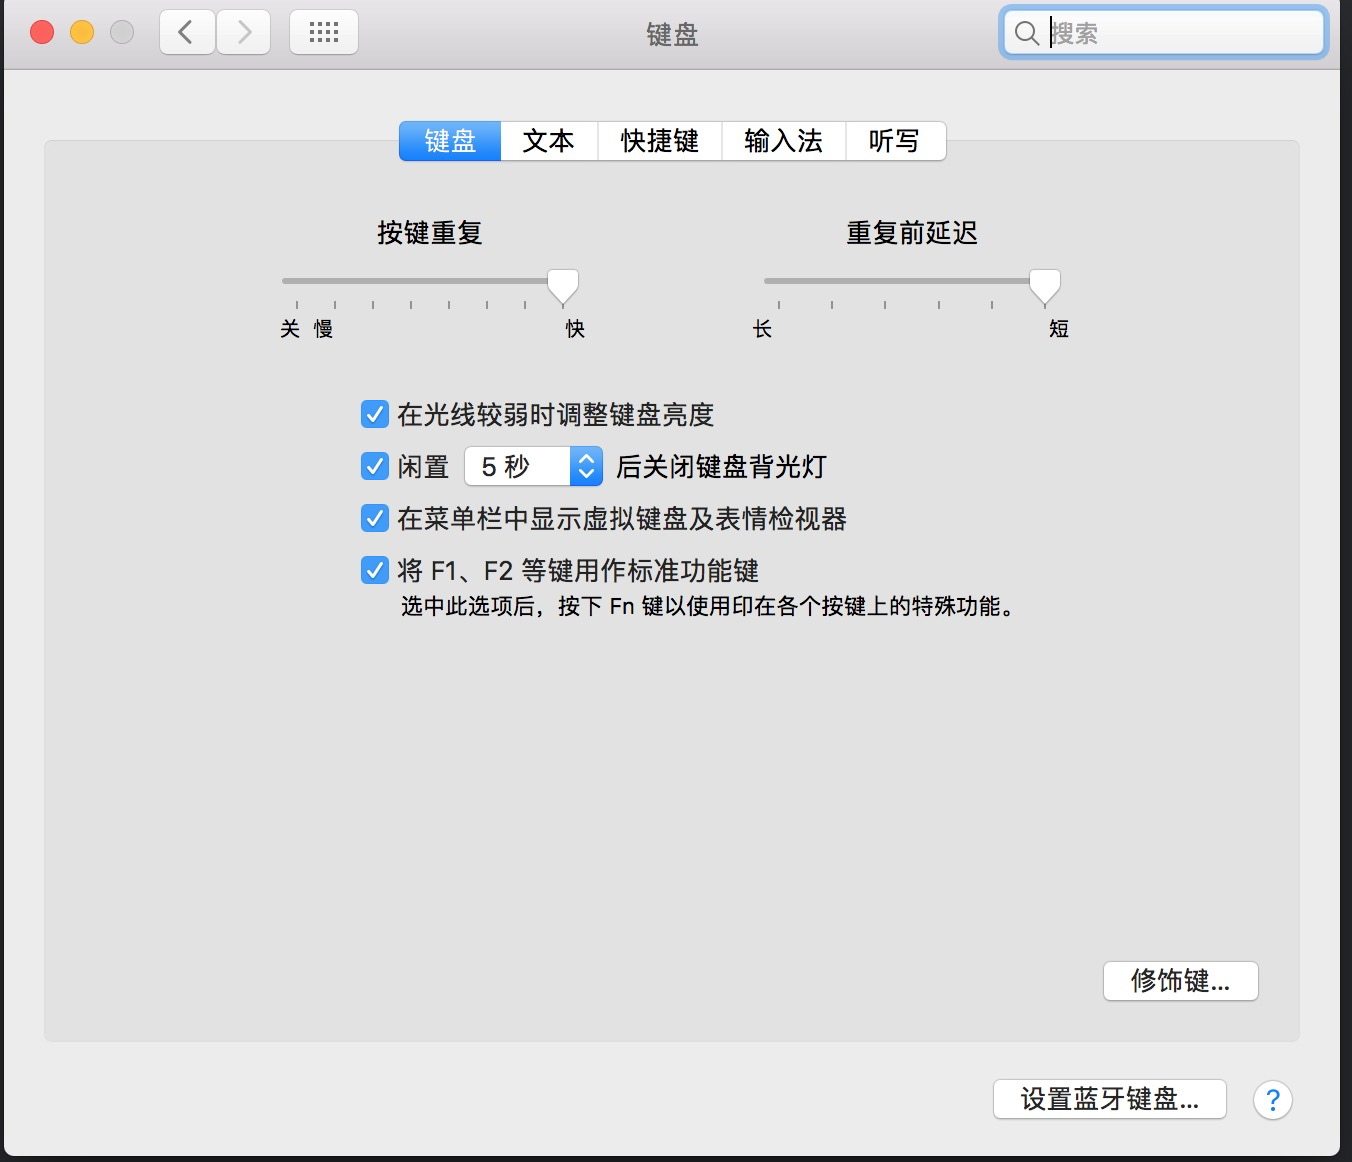 键盘
搜索
键盘 文本 快捷键 输入法 听写
按键重复 重复前延迟
关 慢 快 长 短
在光线较弱时调整键盘亮度
闲置 5 秒 后关闭键盘背光灯
在菜单栏中显示虚拟键盘及表情检视器
将 F1、F2 等键用作标准功能键
选中此选项后，按下 Fn 键以使用印在各个按键上的特殊功能。
修饰键...
设置蓝牙键盘... ?